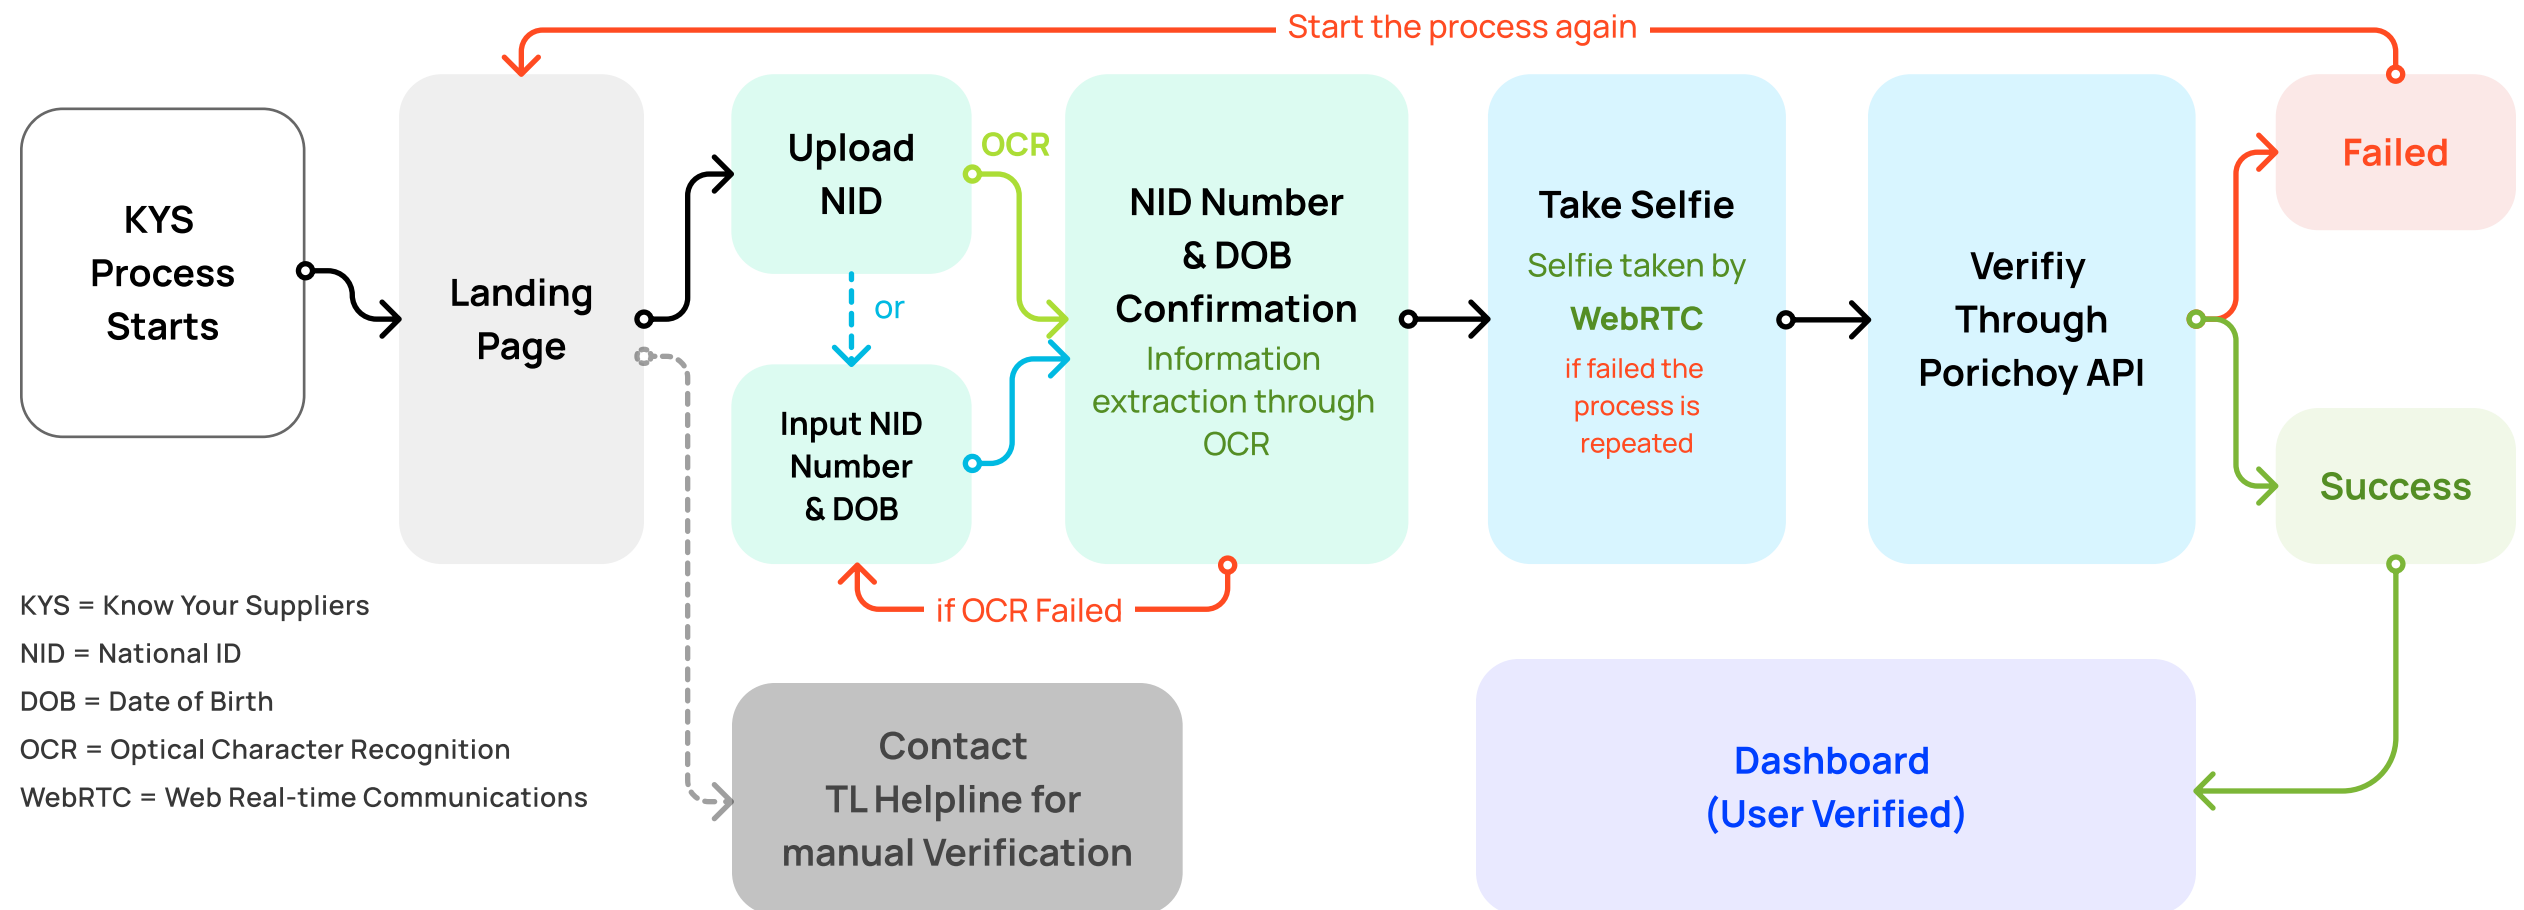 Start the process again
KYS
Process
Starts
Landing
Page
Upload
NID
OCR
or
Input NID
Number
& DOB
NID Number
& DOB
Confirmation
Information
extraction through
OCR
if OCR Failed
Take Selfie
Selfie taken by
WebRTC
if failed the
process is
repeated
Verifiy
Through
Porichoy API
Failed
Success
KYS = Know Your Suppliers
NID = National ID
DOB = Date of Birth
OCR = Optical Character Recognition
WebRTC = Web Real-time Communications
Contact
TL Helpline for
manual Verification
Dashboard
(User Verified)